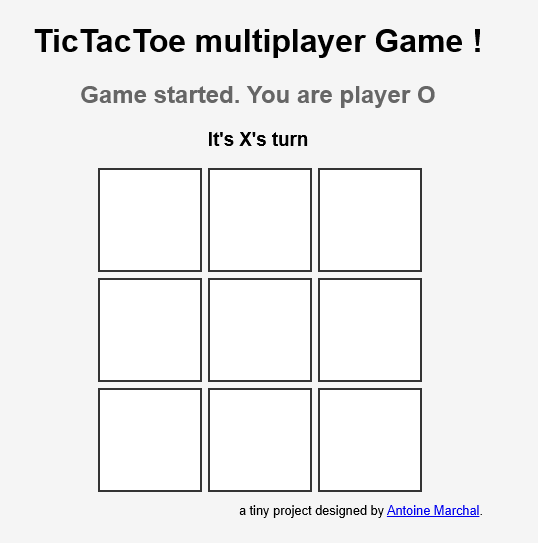 TicTacToe multiplayer Game !
Game started. You are player O
It's X's turn
a tiny project designed by Antoine Marchal.